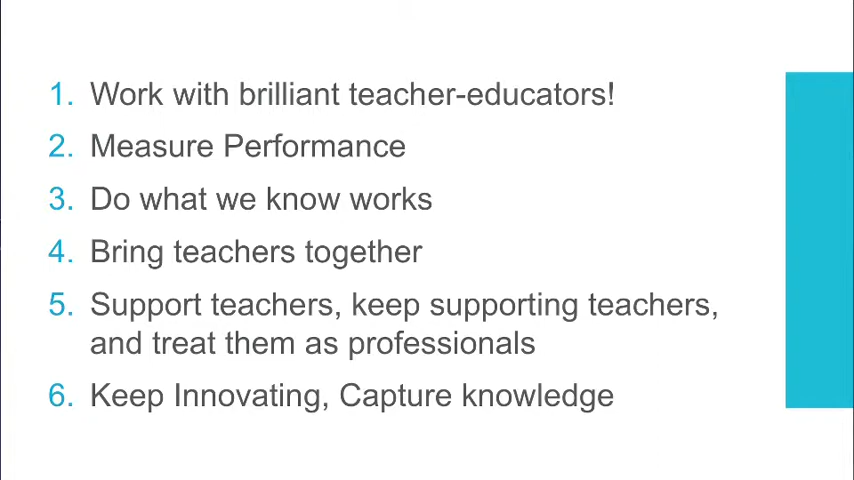 1. Work with brilliant teacher-educators!
2. Measure Performance
3. Do what we know works
4. Bring teachers together
5. Support teachers, keep supporting teachers,
and treat them as professionals
6. Keep Innovating, Capture knowledge